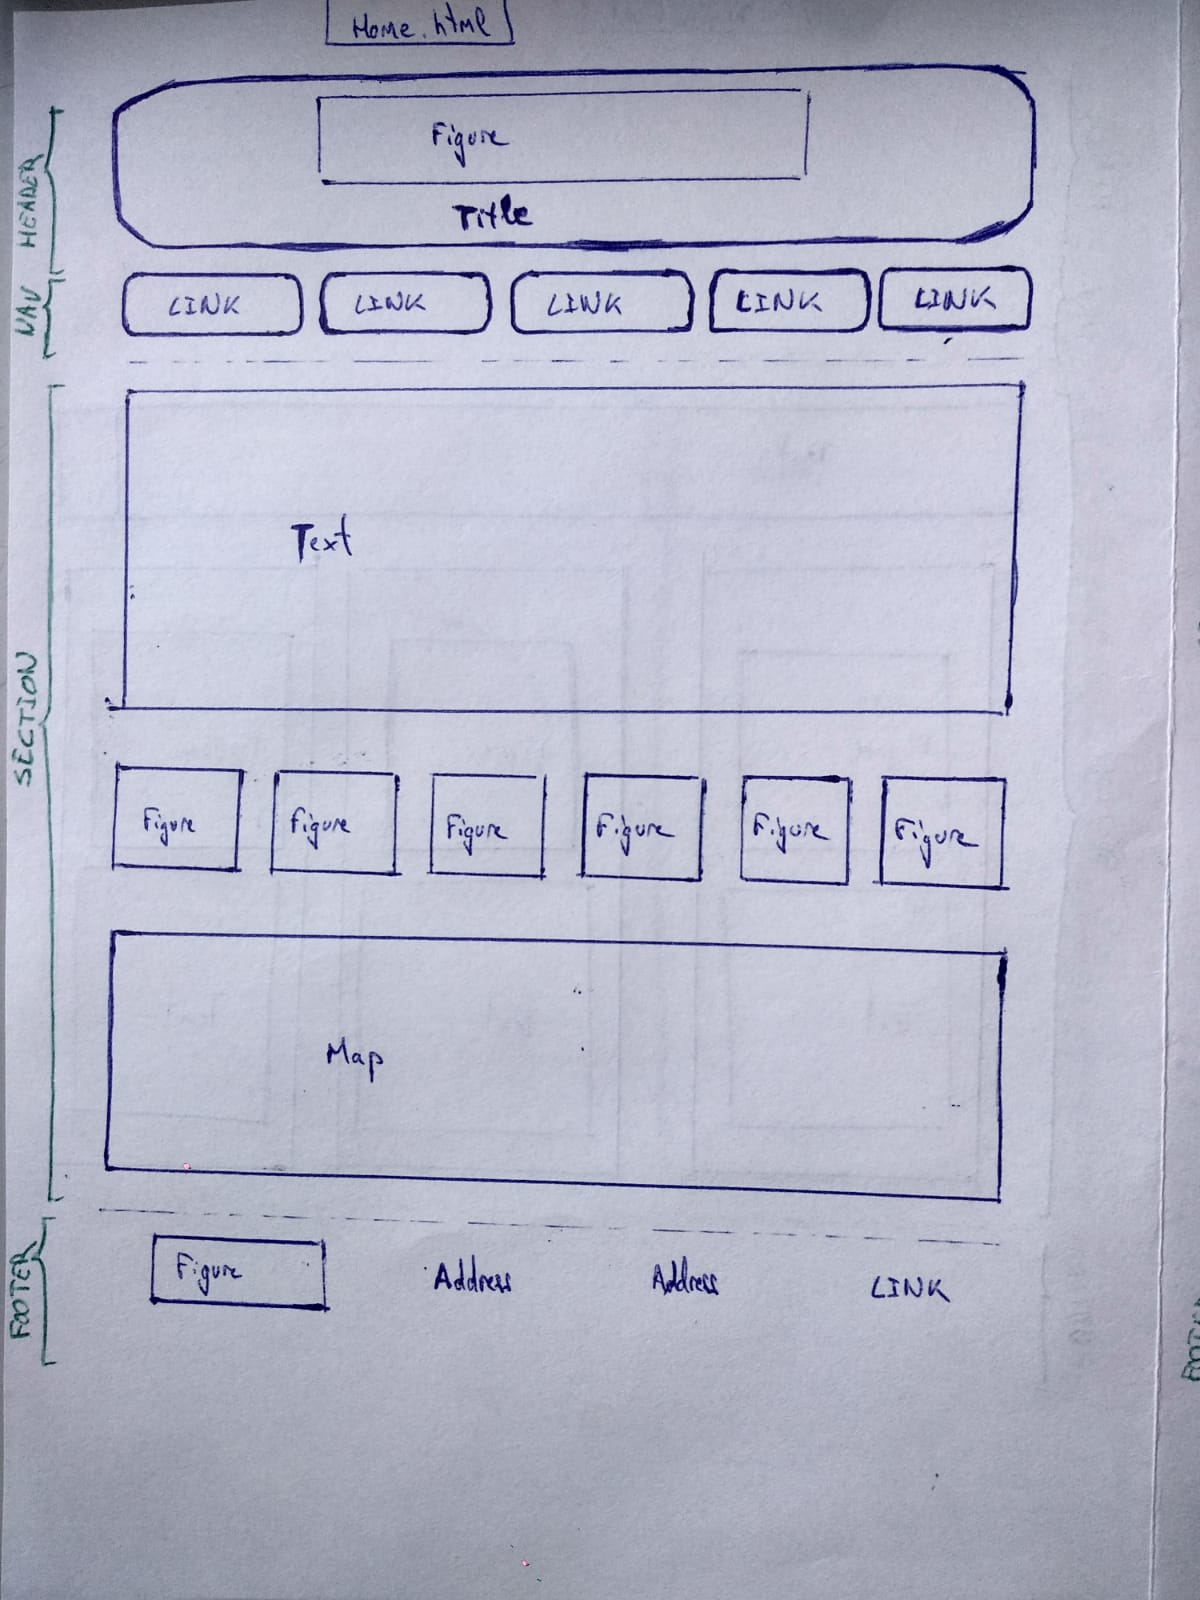 Home.html
Figure
Title
HEADER
LINK LINK LINK LINK LINK
NAV
Text
SECTION
Figure Figure Figure Figure Figure Figure
Map
Figure Address Address LINK
FOOTER